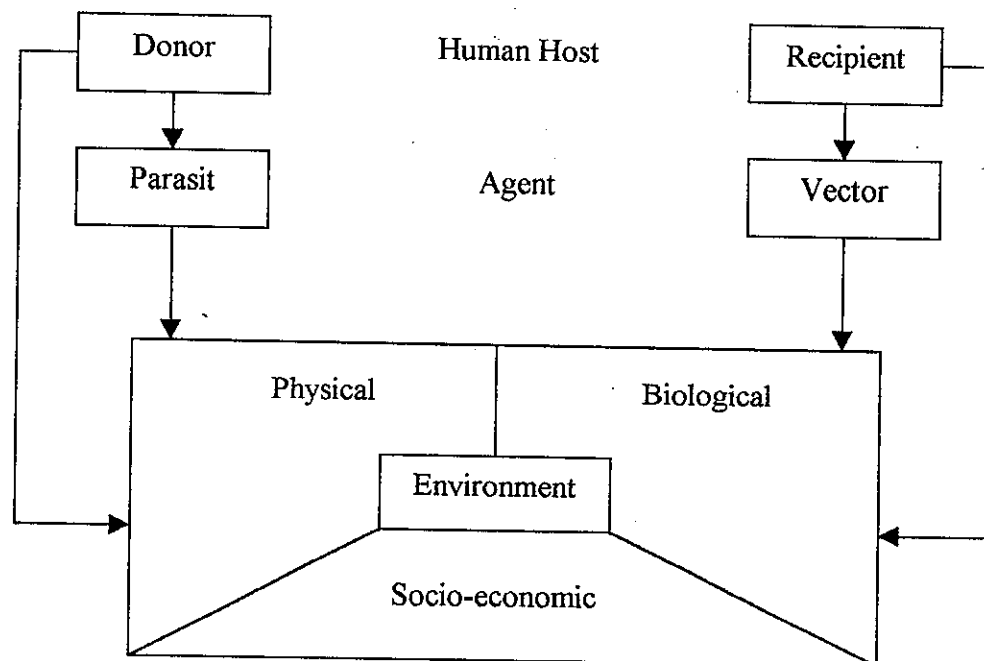 Donor
Human Host
Recipient
Parasit
Agent
Vector
Physical
Biological
Environment
Socio-economic